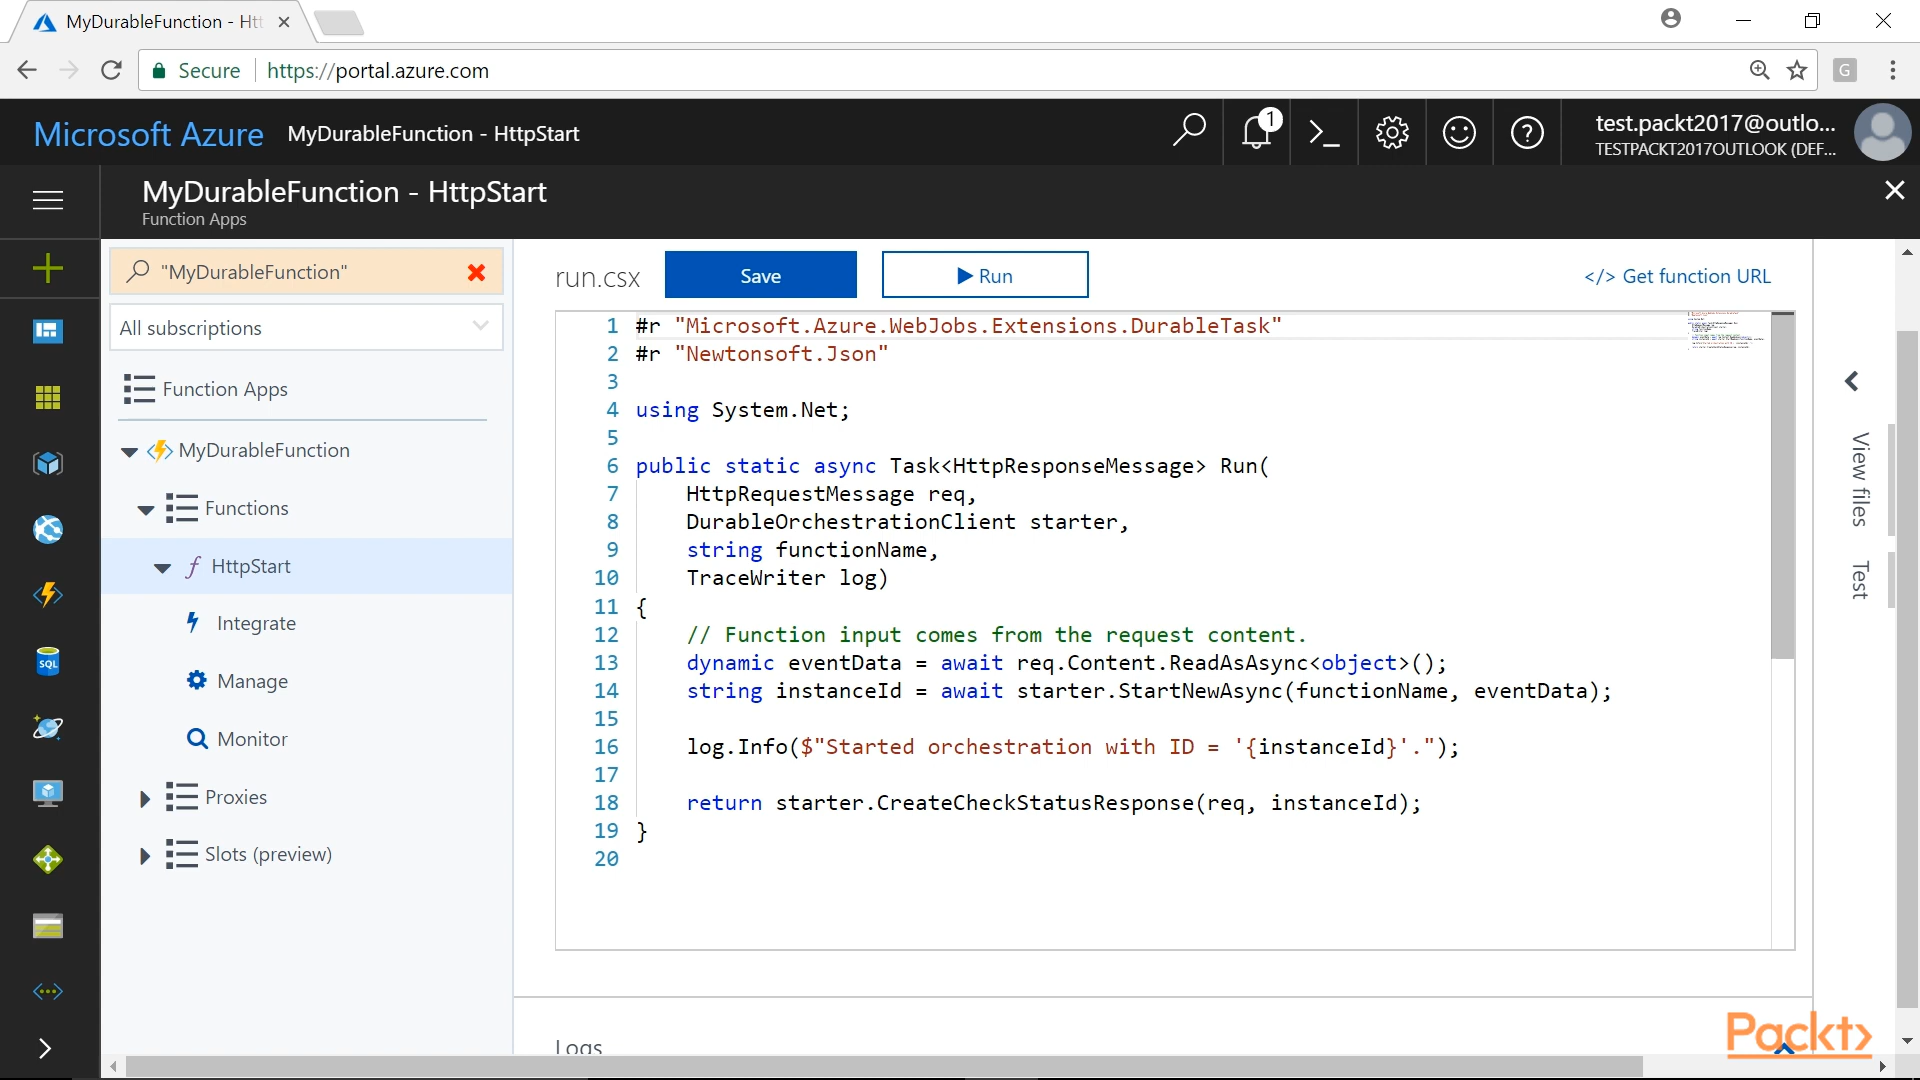 MyDurableFunction - Htt
Secure
https://portal.azure.com
G
Microsoft Azure
MyDurableFunction - HttpStart
1
test.packt2017@outlo...
TESTPACKT2017OUTLOOK (DEF...
MyDurableFunction - HttpStart
Function Apps
"MyDurableFunction"
All subscriptions
Function Apps
MyDurableFunction
Functions
HttpStart
Integrate
Manage
Monitor
Proxies
Slots (preview)
SQL
run.csx
Save
Run
</> Get function URL
1 #r "Microsoft.Azure.WebJobs.Extensions.DurableTask"
2 #r "Newtonsoft.Json"
3
4 using System.Net;
5
6 public static async Task<HttpResponseMessage> Run(
7 HttpRequestMessage req,
8 DurableOrchestrationClient starter,
9 string functionName,
10 TraceWriter log)
11 {
12 // Function input comes from the request content.
13 dynamic eventData = await req.Content.ReadAsAsync<object>();
14 string instanceId = await starter.StartNewAsync(functionName, eventData);
15
16 log.Info($"Started orchestration with ID = '{instanceId}'.");
17
18 return starter.CreateCheckStatusResponse(req, instanceId);
19 }
20
View files
Test
Logs
Packt>